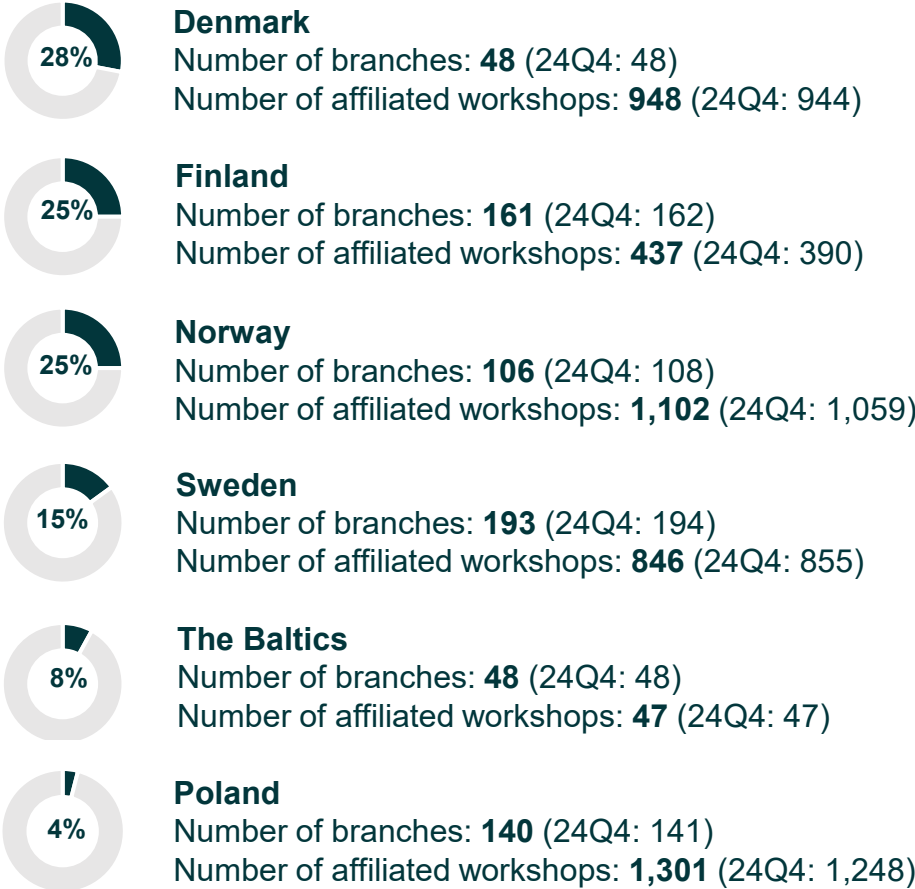 28%
Denmark
Number of branches: 48 (24Q4: 48)
Number of affiliated workshops: 948 (24Q4: 944)
25%
Finland
Number of branches: 161 (24Q4: 162)
Number of affiliated workshops: 437 (24Q4: 390)
25%
Norway
Number of branches: 106 (24Q4: 108)
Number of affiliated workshops: 1,102 (24Q4: 1,059)
15%
Sweden
Number of branches: 193 (24Q4: 194)
Number of affiliated workshops: 846 (24Q4: 855)
8%
The Baltics
Number of branches: 48 (24Q4: 48)
Number of affiliated workshops: 47 (24Q4: 47)
4%
Poland
Number of branches: 140 (24Q4: 141)
Number of affiliated workshops: 1,301 (24Q4: 1,248)